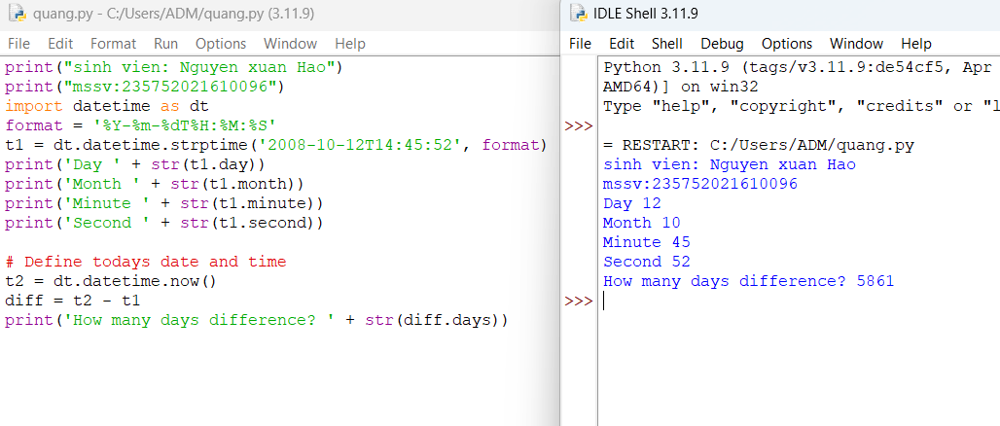 quang.py - C:/Users/ADM/quang.py (3.11.9)
File Edit Format Run Options Window Help
print("sinh vien: Nguyen xuan Hao")
print("mssv:235752021610096")
import datetime as dt
format = '%Y-%m-%dT%H:%M:%S'
t1 = dt.datetime.strptime('2008-10-12T14:45:52', format)
print('Day ' + str(t1.day))
print('Month ' + str(t1.month))
print('Minute ' + str(t1.minute))
print('Second ' + str(t1.second))
# Define todays date and time
t2 = dt.datetime.now()
diff = t2 - t1
print('How many days difference? ' + str(diff.days))
IDLE Shell 3.11.9
File Edit Shell Debug Options Window Help
Python 3.11.9 (tags/v3.11.9:de54cf5, Apr
AMD64)] on win32
Type "help", "copyright", "credits" or "l
>>>
= RESTART: C:/Users/ADM/quang.py
sinh vien: Nguyen xuan Hao
mssv:235752021610096
Day 12
Month 10
Minute 45
Second 52
How many days difference? 5861
>>>